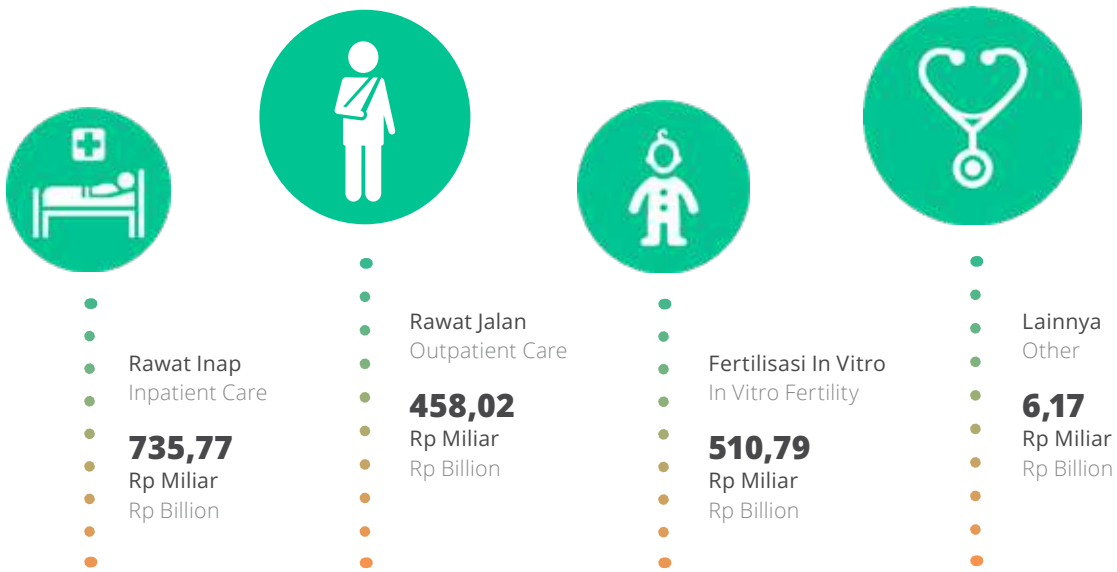 Rawat Inap
Inpatient Care
735,77
Rp Miliar
Rp Billion
Rawat Jalan
Outpatient Care
458,02
Rp Miliar
Rp Billion
Fertilisasi In Vitro
In Vitro Fertility
510,79
Rp Miliar
Rp Billion
Lainnya
Other
6,17
Rp Miliar
Rp Billion